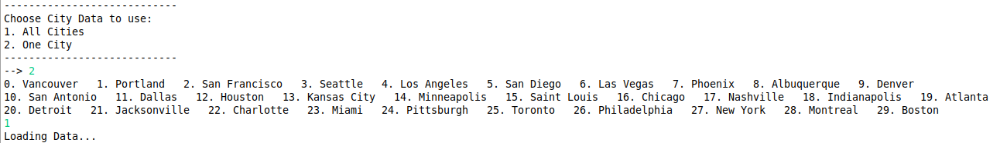 ----------------------------
Choose City Data to use:
1. All Cities
2. One City
----------------------------
--> 2
0. Vancouver   1. Portland   2. San Francisco   3. Seattle   4. Los Angeles   5. San Diego   6. Las Vegas   7. Phoenix   8. Albuquerque   9. Denver
10. San Antonio   11. Dallas   12. Houston   13. Kansas City   14. Minneapolis   15. Saint Louis   16. Chicago   17. Nashville   18. Indianapolis   19. Atlanta
20. Detroit   21. Jacksonville   22. Charlotte   23. Miami   24. Pittsburgh   25. Toronto   26. Philadelphia   27. New York   28. Montreal   29. Boston
1
Loading Data...